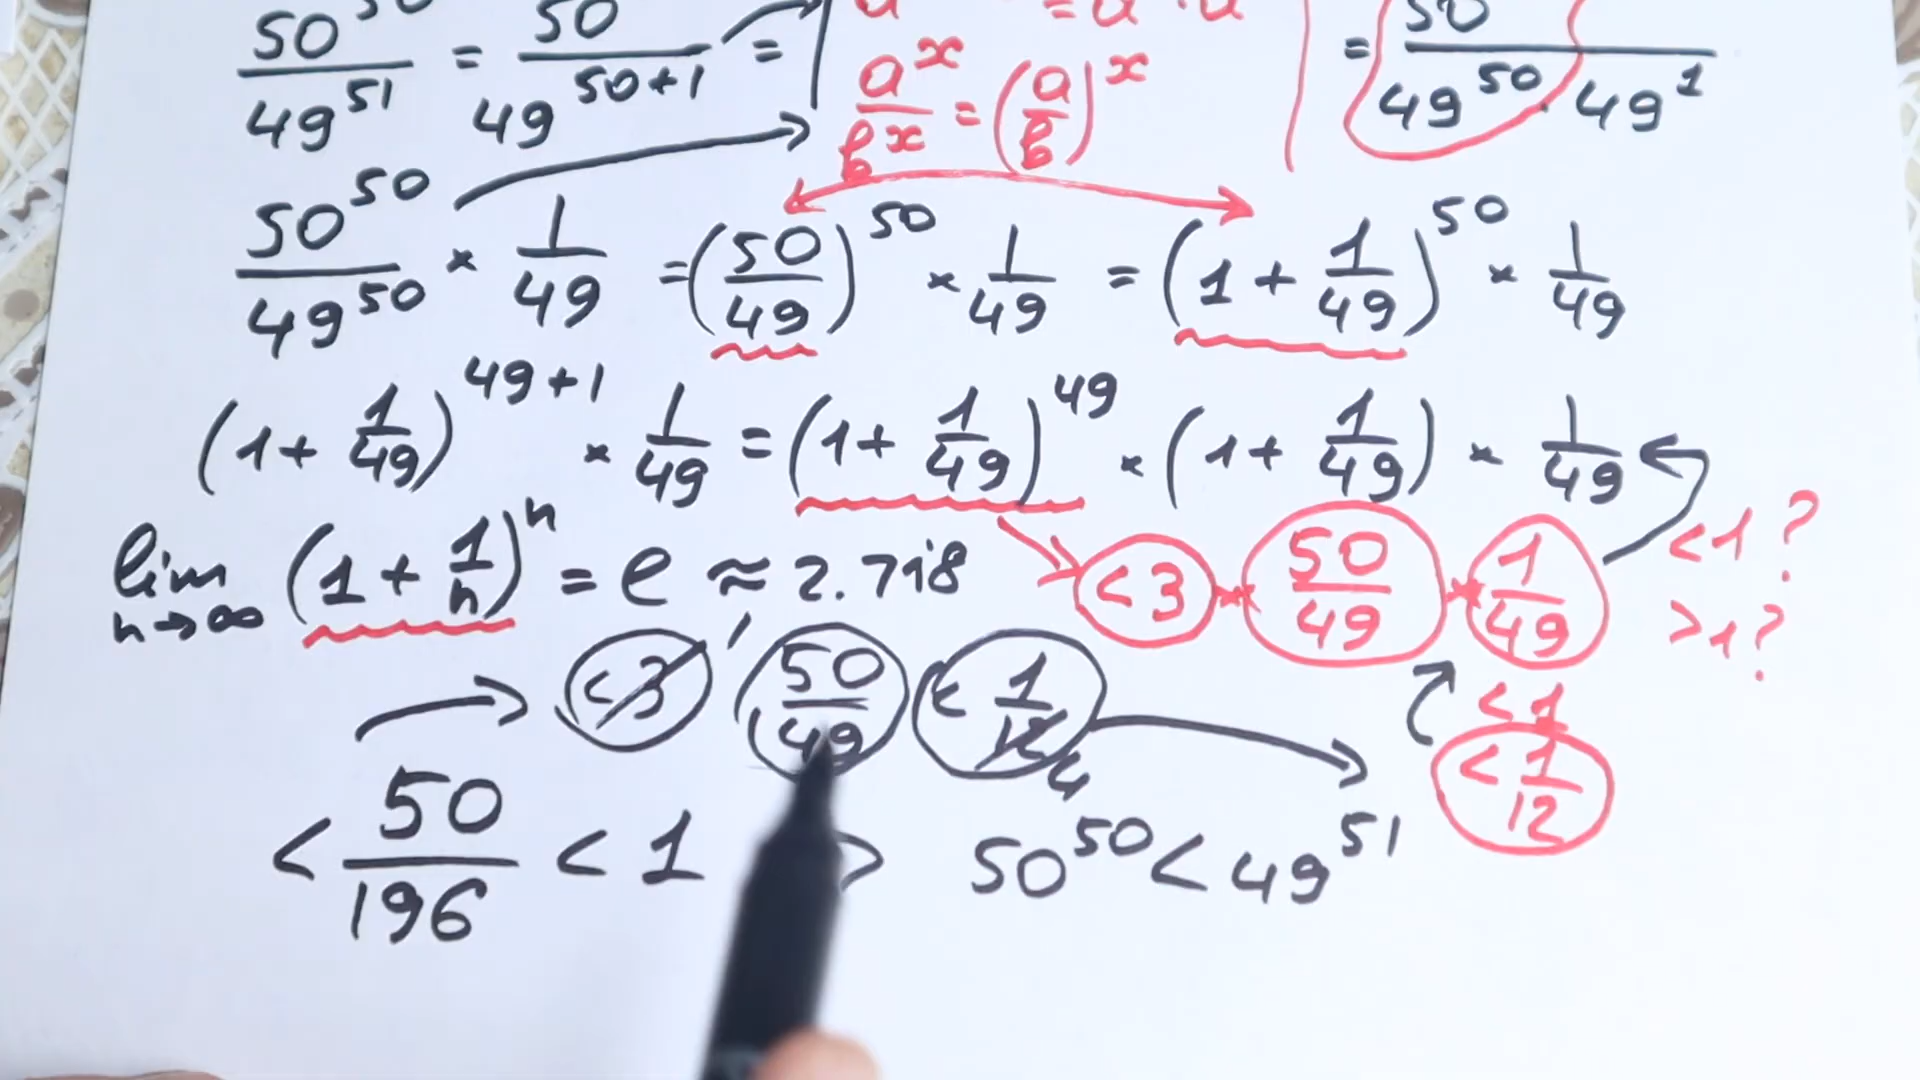 50^50 / 49^51 = 50 / 49^(50+1) =
a = a · a
a^x / b^x = (a/b)^x
= 50 / (49^50 · 49^1)
50^50 / 49^50 × 1/49 = (50/49)^50 × 1/49 = (1 + 1/49)^50 × 1/49
(1 + 1/49)^(49+1) × 1/49 = (1 + 1/49)^49 × (1 + 1/49) × 1/49
lim n→∞ (1 + 1/n)^n = e ≈ 2.718
<3 × 50/49 × 1/49
<1 ?
>1 ?
<1
<1/12
<3 50/49 <1/12 4
< 50/196 < 1 > 50^50 < 49^51